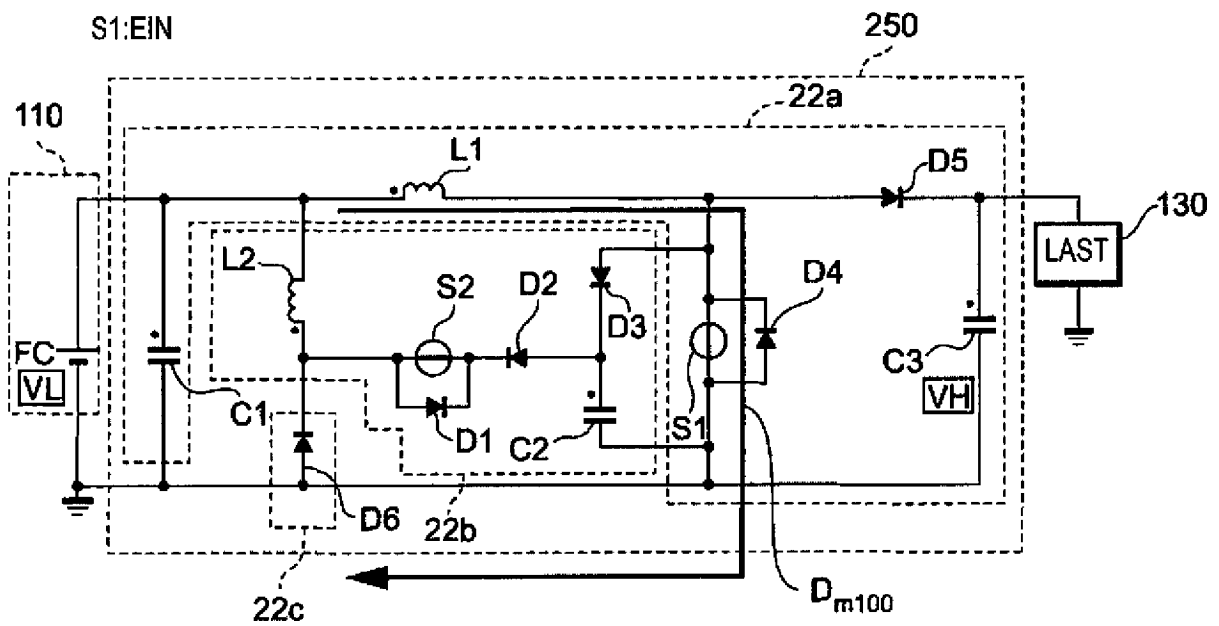 S1:EIN
250
22a
110
L1
D5
130
LAST
L2
S2
D2
D3
D4
FC
VL
C1
D1
C2
S1
C3
VH
D6
22b
22c
Dm100